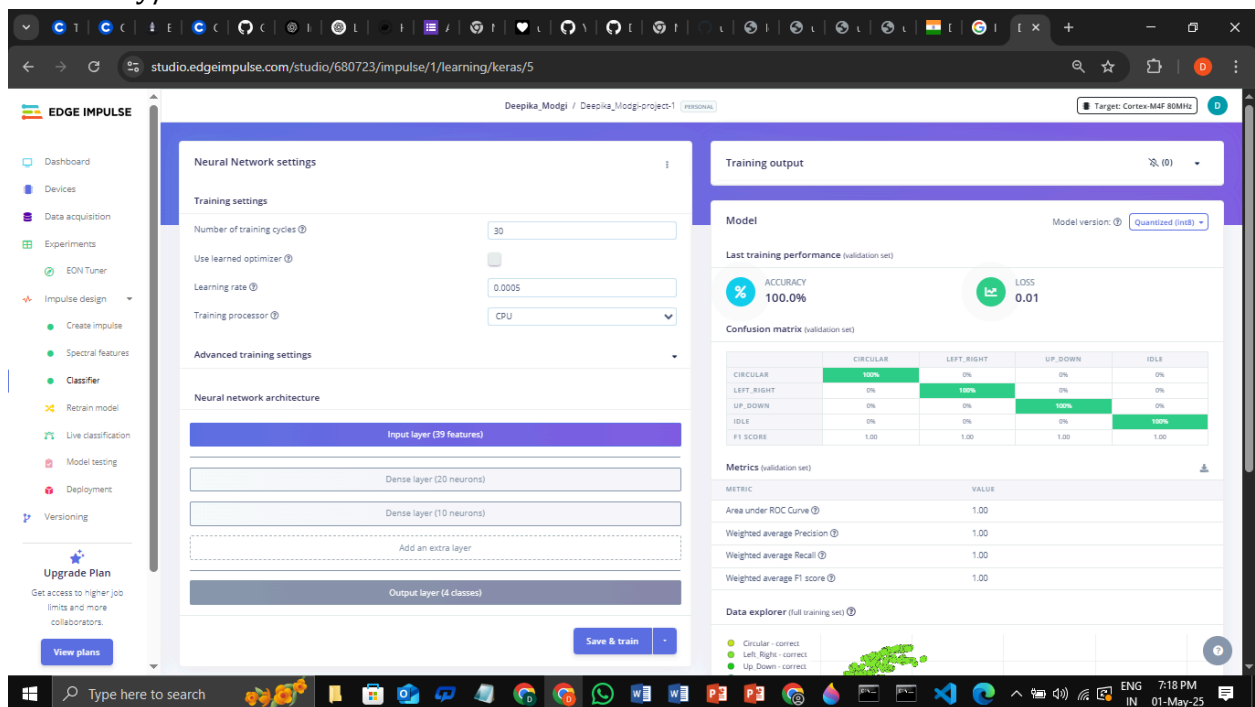 studio.edgeimpulse.com/studio/680723/impulse/1/learning/keras/5
EDGE IMPULSE
Deepika_Modgi / Deepika_Modgi-project-1 PERSONAL
Target: Cortex-M4F 80MHz
D
Dashboard
Devices
Data acquisition
Experiments
EON Tuner
Impulse design
Create impulse
Spectral features
Classifier
Retrain model
Live classification
Model testing
Deployment
Versioning
Upgrade Plan
Get access to higher job
limits and more
collaborators.
View plans
Neural Network settings
Training settings
Number of training cycles
30
Use learned optimizer
Learning rate
0.0005
Training processor
CPU
Advanced training settings
Neural network architecture
Input layer (39 features)
Dense layer (20 neurons)
Dense layer (10 neurons)
Add an extra layer
Output layer (4 classes)
Save & train
Training output
(0)
Model
Model version: Quantized (int8)
Last training performance (validation set)
% ACCURACY
100.0%
LOSS
0.01
Confusion matrix (validation set)
CIRCULAR LEFT_RIGHT UP_DOWN IDLE
CIRCULAR 100% 0% 0% 0%
LEFT_RIGHT 0% 100% 0% 0%
UP_DOWN 0% 0% 100% 0%
IDLE 0% 0% 0% 100%
F1 SCORE 1.00 1.00 1.00 1.00
Metrics (validation set)
METRIC VALUE
Area under ROC Curve 1.00
Weighted average Precision 1.00
Weighted average Recall 1.00
Weighted average F1 score 1.00
Data explorer (full training set)
Circular - correct
Left_Right - correct
Up_Down - correct
Type here to search
ENG 7:18 PM
IN 01-May-25